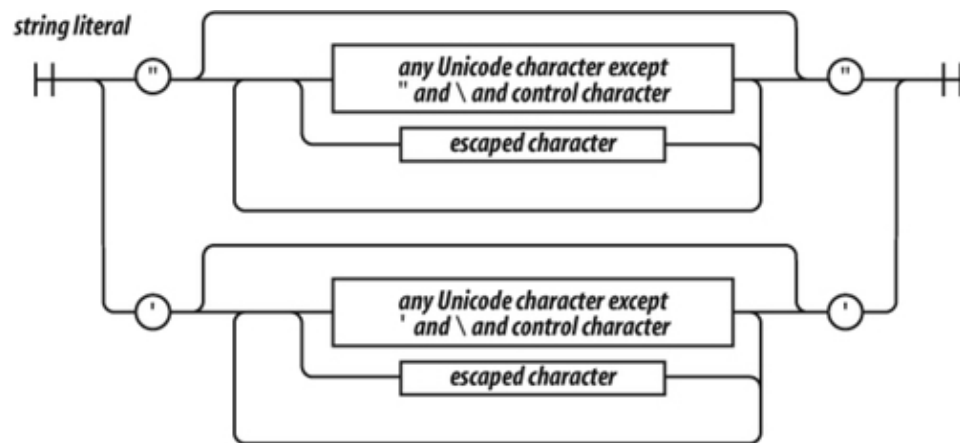 string literal
"
any Unicode character except
" and \ and control character
"
escaped character
'
any Unicode character except
' and \ and control character
'
escaped character